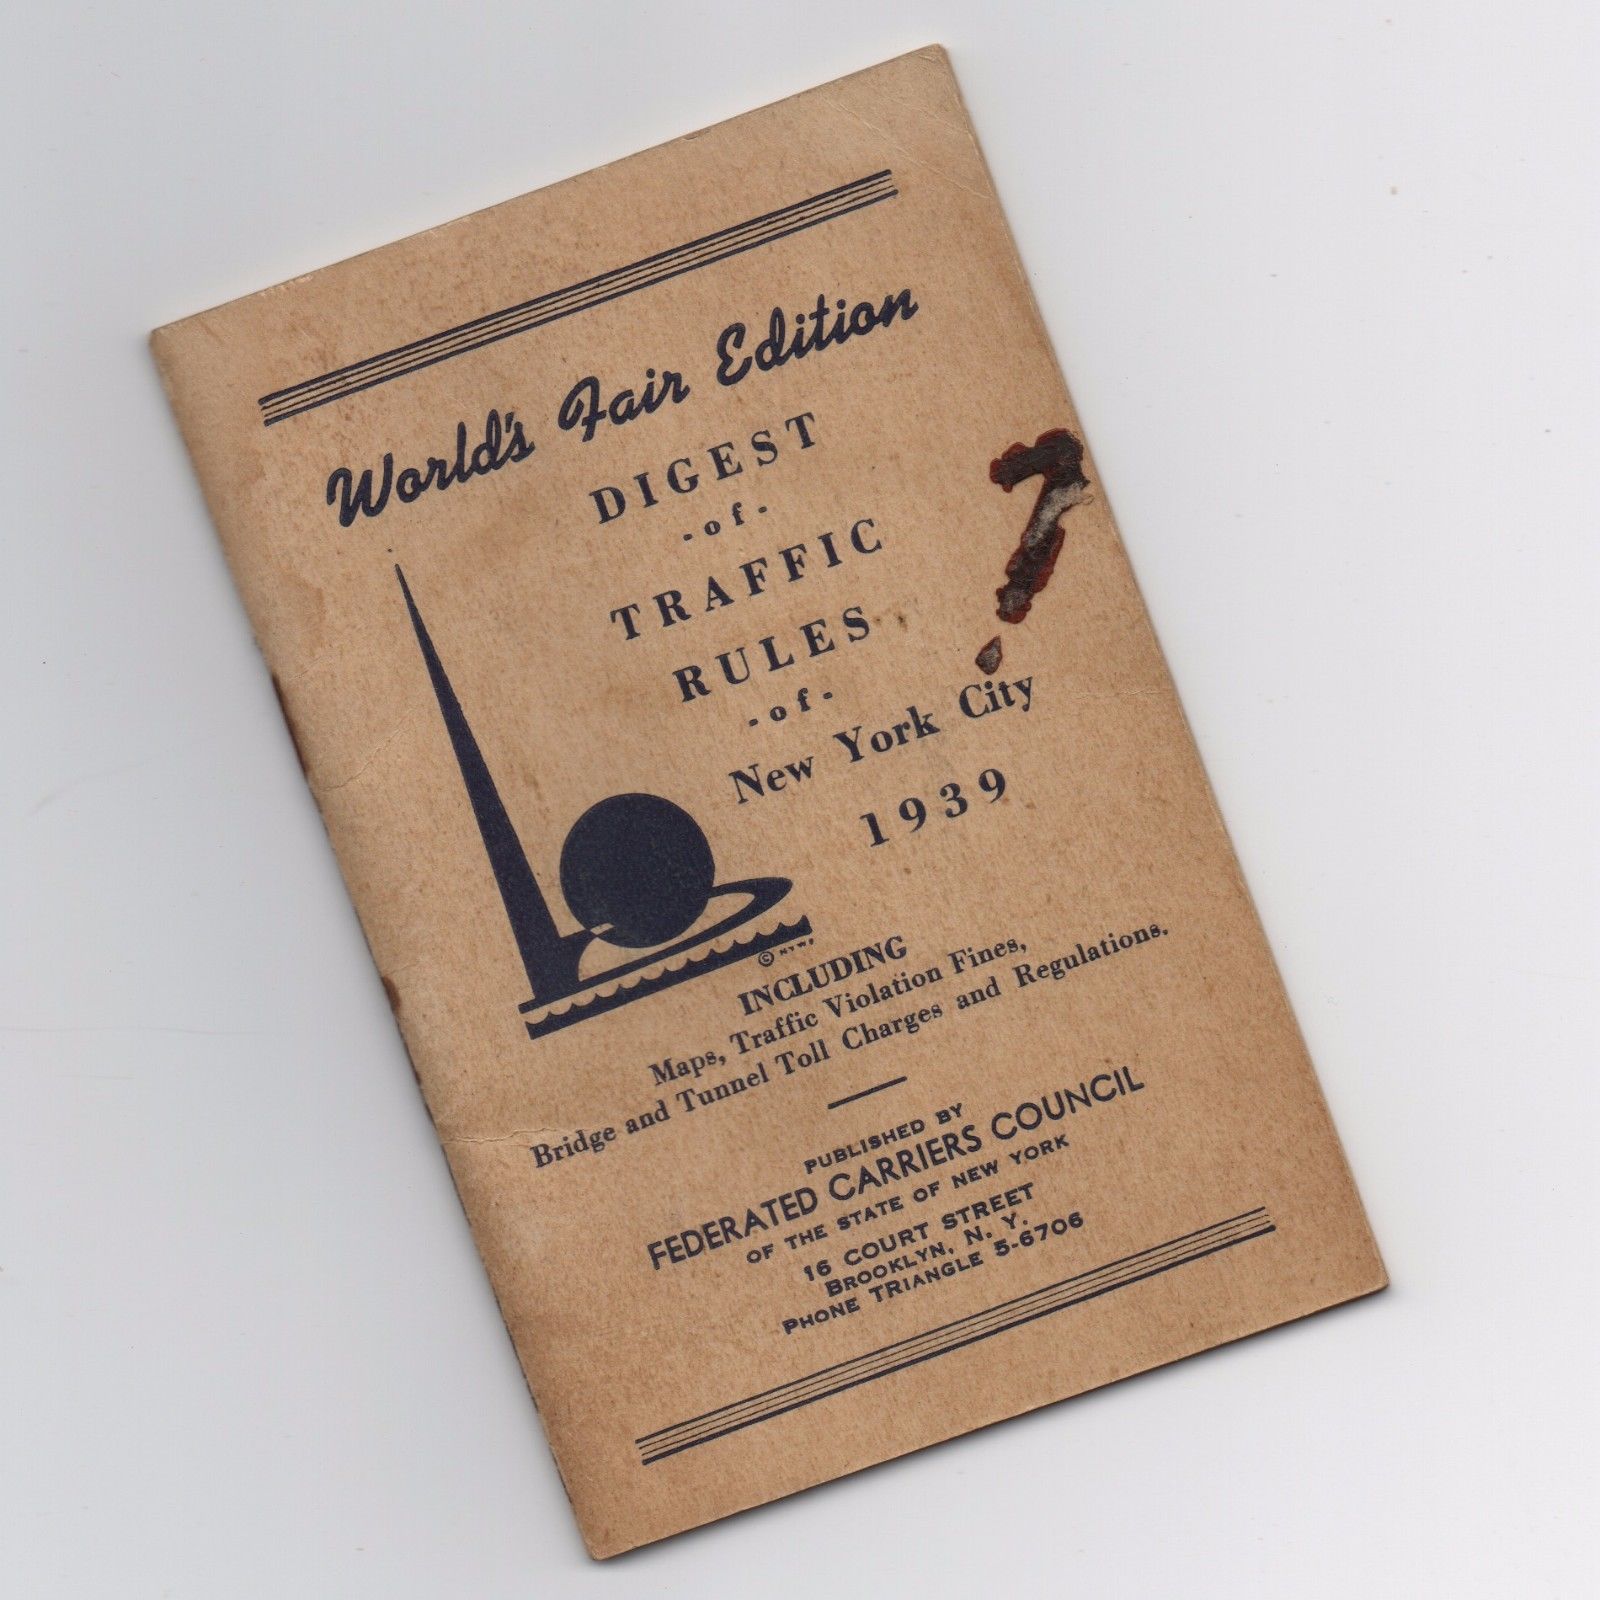 World's Fair Edition
DIGEST
-of-
TRAFFIC
RULES
-of-
New York City
1939
© NYWF
INCLUDING
Maps, Traffic Violation Fines,
Bridge and Tunnel Toll Charges and Regulations.
PUBLISHED BY
FEDERATED CARRIERS COUNCIL
OF THE STATE OF NEW YORK
16 COURT STREET
BROOKLYN, N. Y.
PHONE TRIANGLE 5-6706